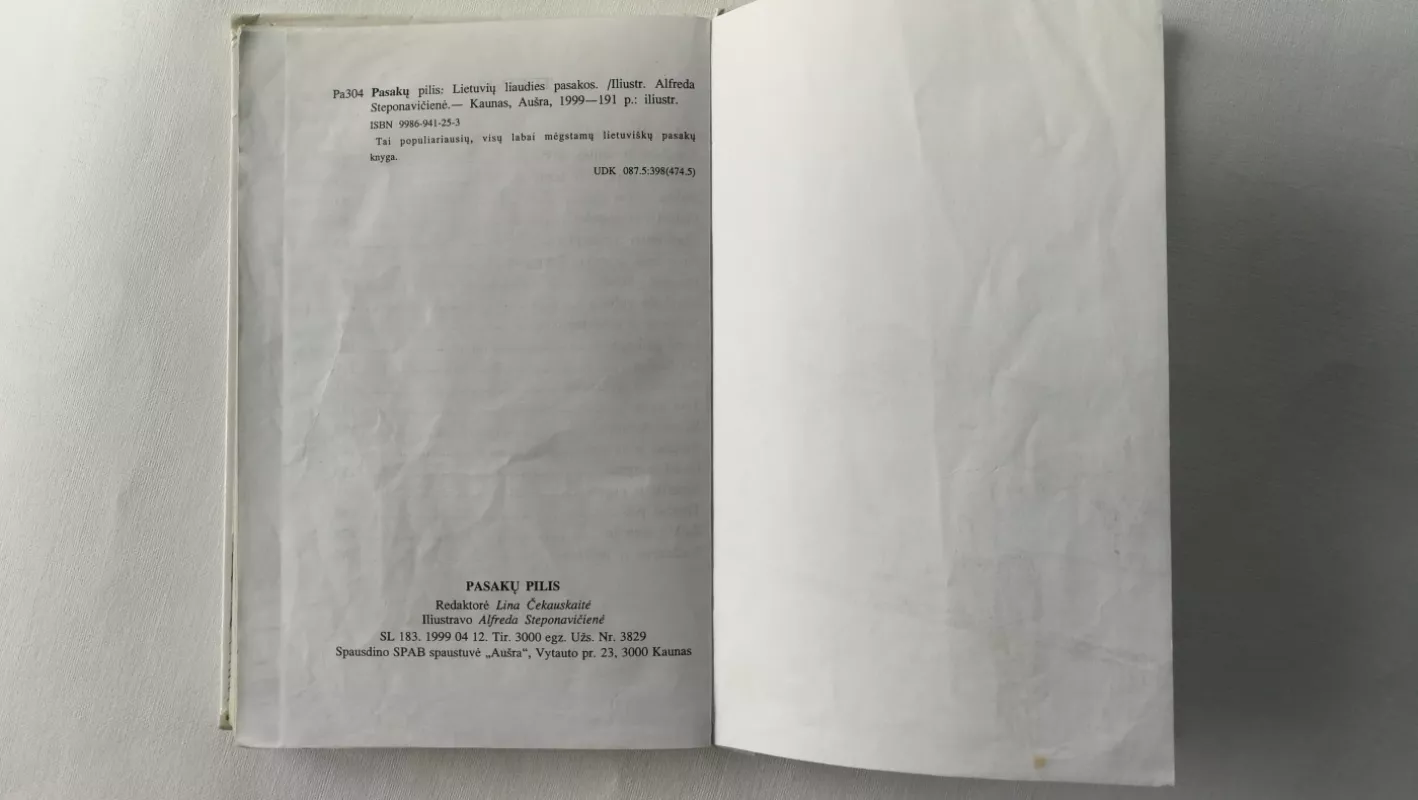 Pa304 Pasakų pilis: Lietuvių liaudies pasakos. /Iliustr. Alfreda
Steponavičienė.— Kaunas, Aušra, 1999—191 p.: iliustr.
ISBN 9986-941-25-3
Tai populiariausių, visų labai mėgstamų lietuviškų pasakų
knyga.
UDK 087.5:398(474.5)
PASAKŲ PILIS
Redaktorė Lina Čekauskaitė
Iliustravo Alfreda Steponavičienė
SL 183. 1999 04 12. Tir. 3000 egz. Užs. Nr. 3829
Spausdino SPAB spaustuvė „Aušra“, Vytauto pr. 23, 3000 Kaunas